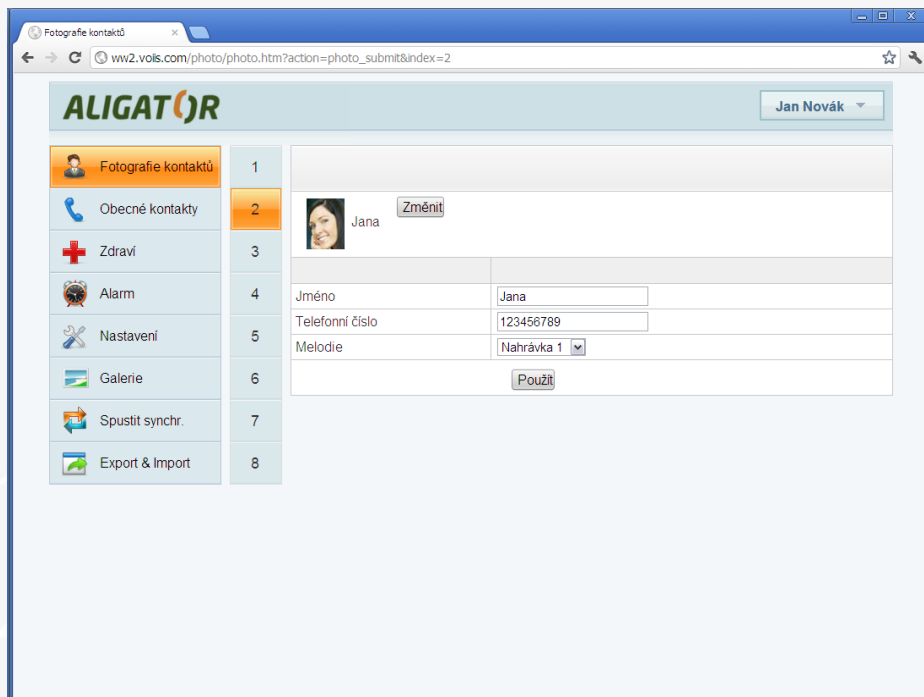 Fotografie kontaktů
ww2.volis.com/photo/photo.htm?action=photo_submit&index=2
ALIGATOR
Jan Novák
Fotografie kontaktů
Obecné kontakty
Zdraví
Alarm
Nastavení
Galerie
Spustit synchr.
Export & Import
1
2
3
4
5
6
7
8
Jana
Změnit
Jméno
Jana
Telefonní číslo
123456789
Melodie
Nahrávka 1
Použít